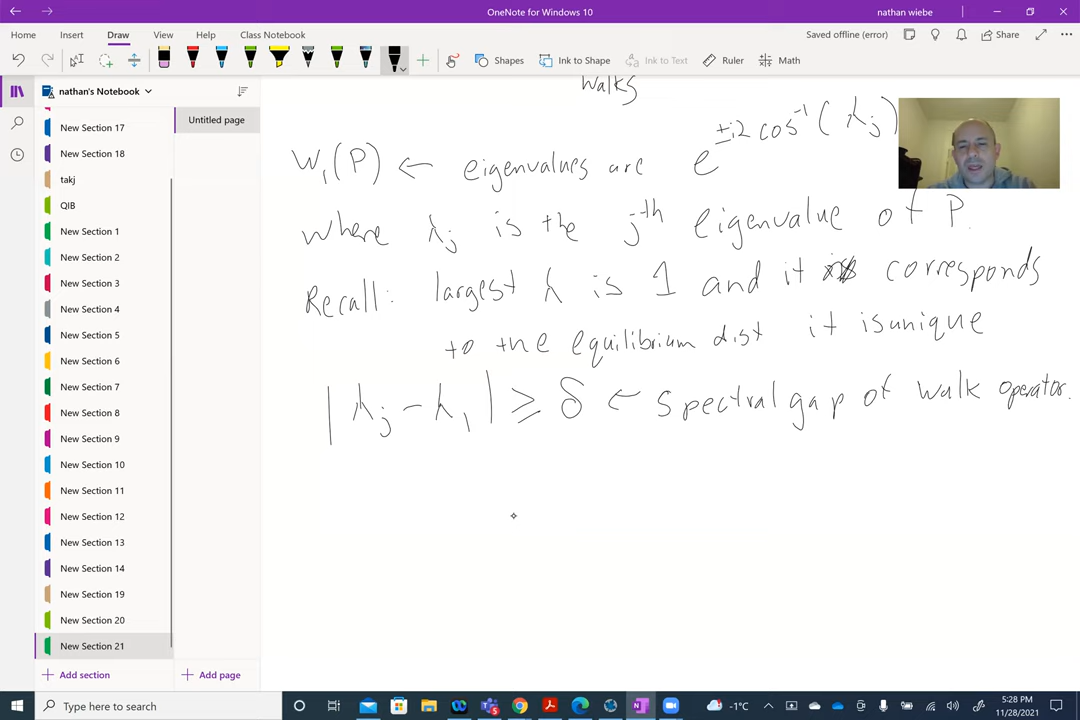 OneNote for Windows 10
nathan wiebe
Home Insert Draw View Help Class Notebook
Saved offline (error)
Share
Shapes
Ink to Shape
Ink to Text
Ruler
Math
nathan's Notebook
Untitled page
New Section 17
New Section 18
takj
QIB
New Section 1
New Section 2
New Section 3
New Section 4
New Section 5
New Section 6
New Section 7
New Section 8
New Section 9
New Section 10
New Section 11
New Section 12
New Section 13
New Section 14
New Section 19
New Section 20
New Section 21
Add section
Add page
Walks
W₁(P) ← eigenvalues are e^{±i2 cos⁻¹(λⱼ)}
where λⱼ is the jᵗʰ eigenvalue of P.
Recall: largest λ is 1 and it corresponds
to the equilibrium dist it is unique
|λⱼ - λ₁| ≥ δ ← spectral gap of walk operator.
Type here to search
-1°C
5:28 PM
11/28/2021